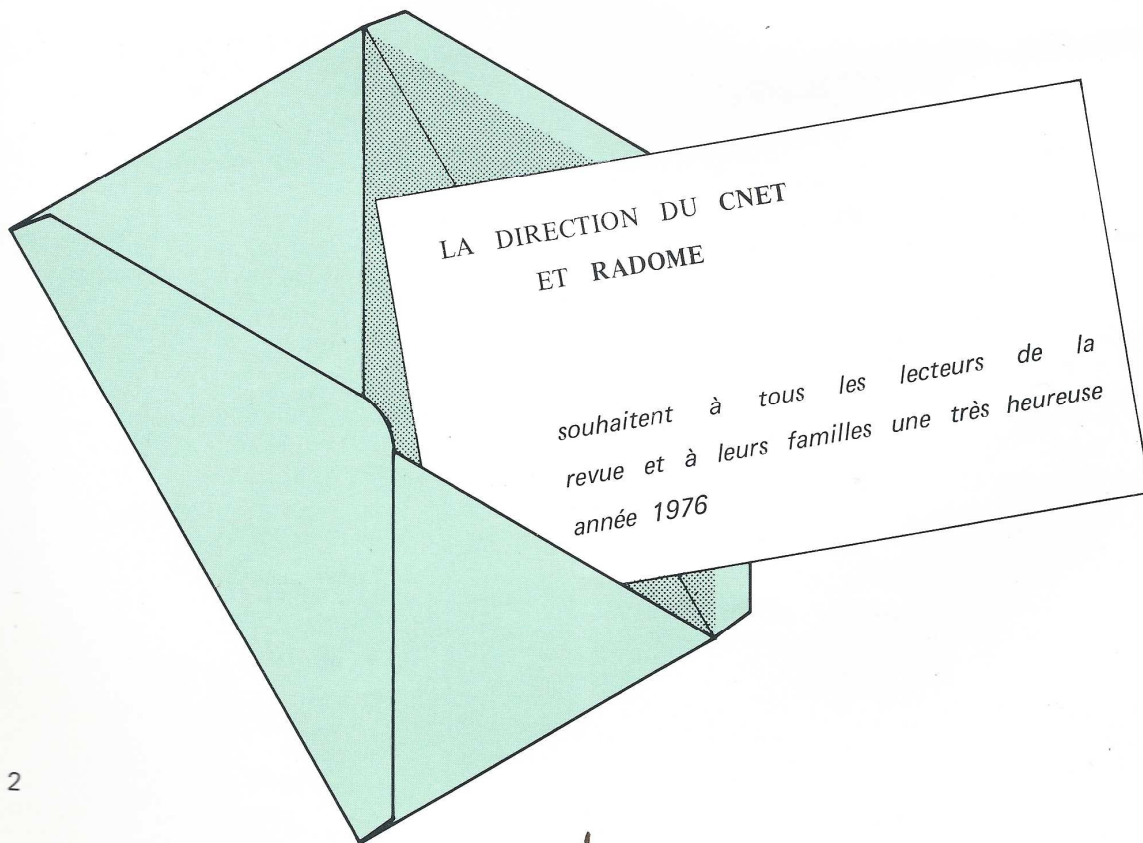 LA DIRECTION DU CNET
ET RADOME
souhaitent à tous les lecteurs de la
revue et à leurs familles une très heureuse
année 1976
2